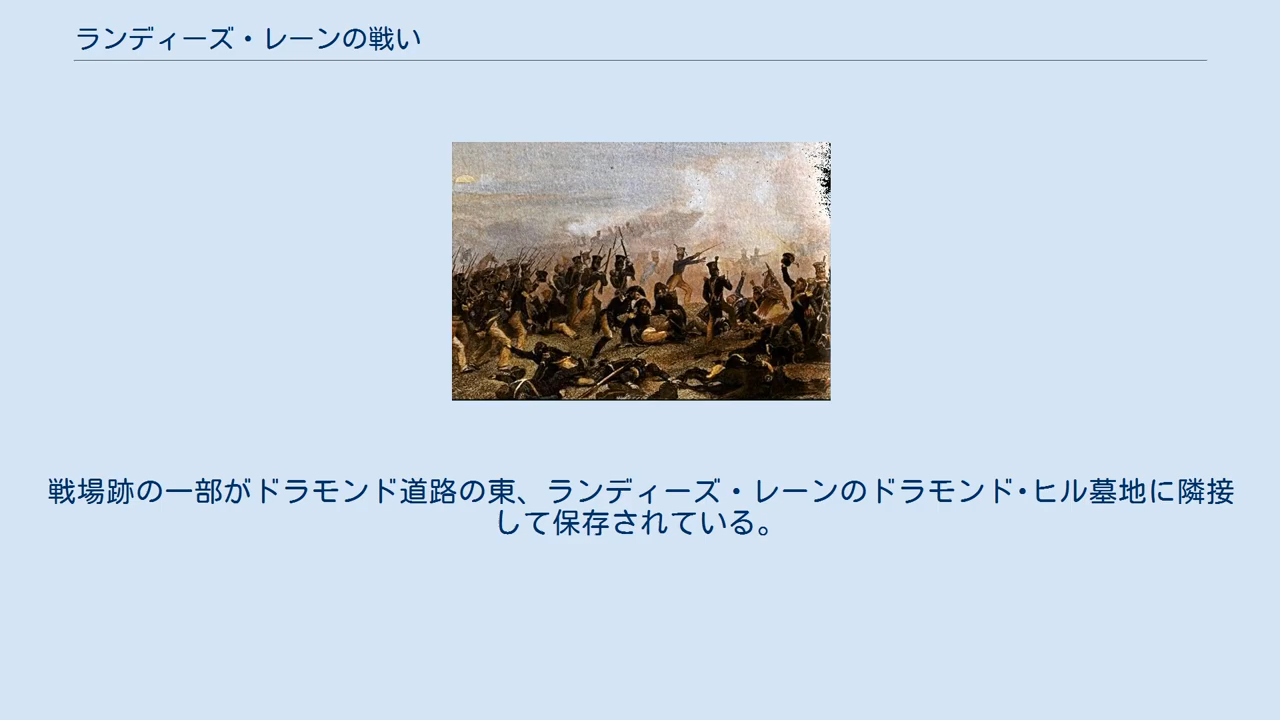 ランディーズ・レーンの戦い
戦場跡の一部がドラモンド道路の東、ランディーズ・レーンのドラモンド・ヒル墓地に隣接
して保存されている。